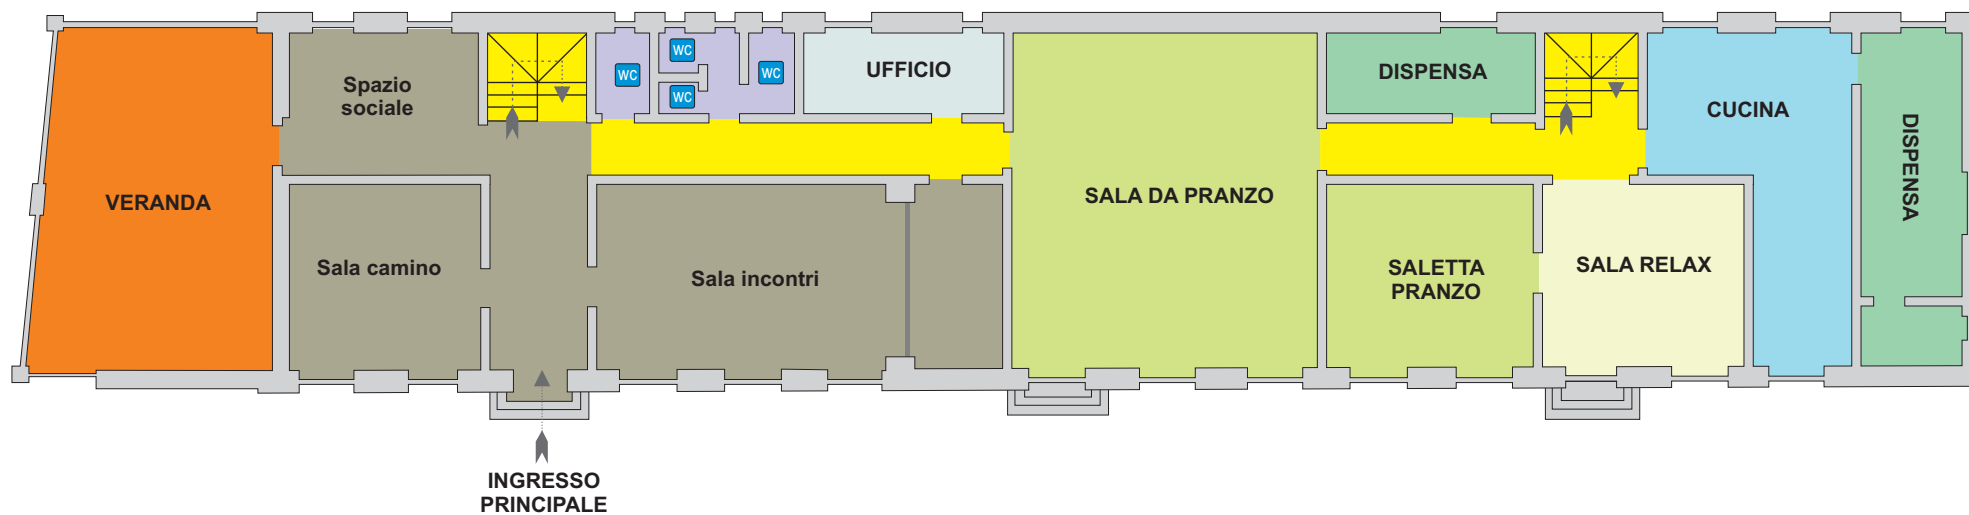 VERANDA
Spazio
sociale
Sala camino
WC
WC
WC
WC
UFFICIO
Sala incontri
SALA DA PRANZO
DISPENSA
SALETTA
PRANZO
SALA RELAX
CUCINA
DISPENSA
INGRESSO
PRINCIPALE